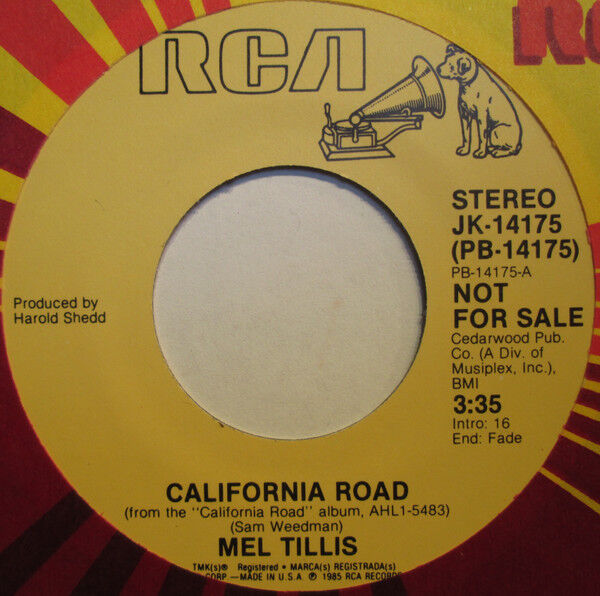 RCA
STEREO
JK-14175
(PB-14175)
PB-14175-A
NOT
FOR SALE
Cedarwood Pub.
Co. (A Div. of
Musiplex, Inc.),
BMI
3:35
Intro: 16
End: Fade
Produced by
Harold Shedd
CALIFORNIA ROAD
(from the "California Road" album, AHL1-5483)
(Sam Weedman)
MEL TILLIS
TMK(s)® Registered • MARCA(s) REGISTRADA(s)
CORP.—MADE IN U.S.A. ℗ 1985 RCA RECORDS